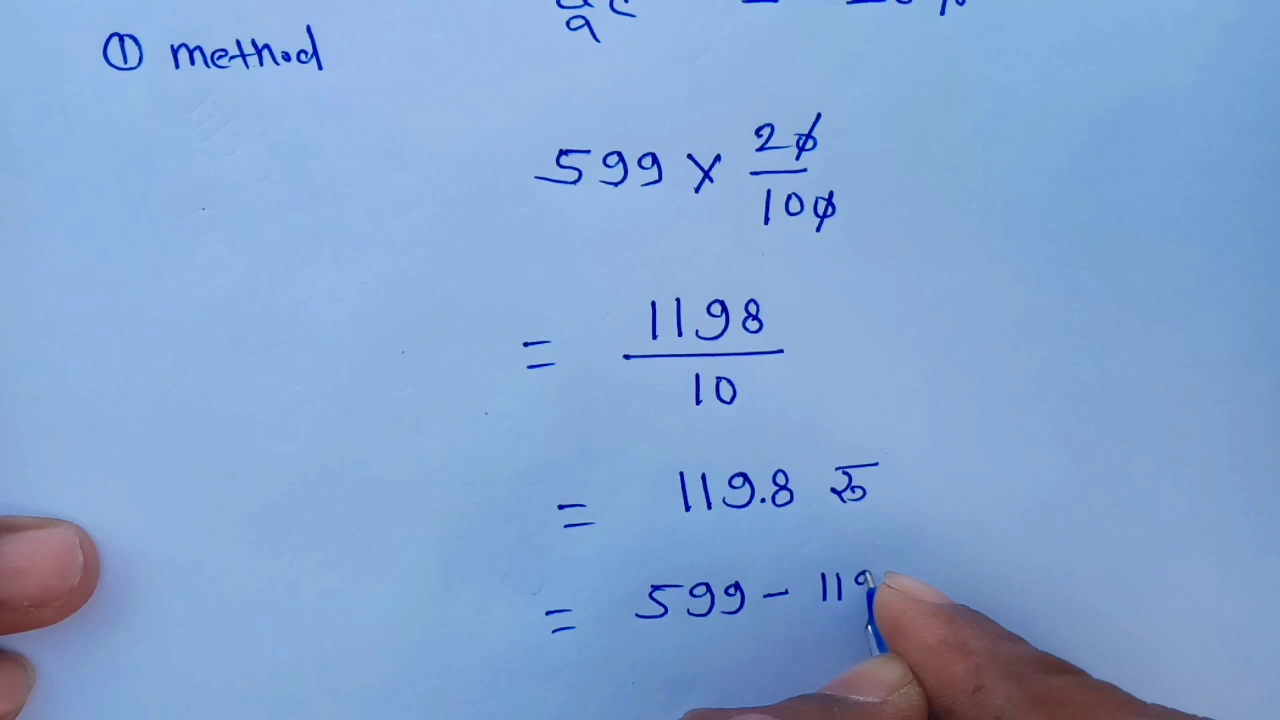 ① method
599 × 20/100
= 1198/10
= 119.8 रु
= 599 - 119